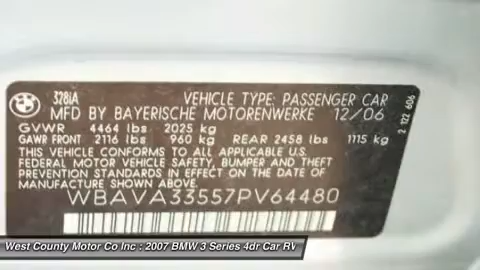 328iA VEHICLE TYPE: PASSENGER CAR
MFD BY BAYERISCHE MOTORENWERKE 12/06
GVWR 4464 lbs 2025 kg
GAWR FRONT 2116 lbs 960 kg REAR 2458 lbs 1115 kg
THIS VEHICLE CONFORMS TO ALL APPLICABLE U.S.
FEDERAL MOTOR VEHICLE SAFETY, BUMPER AND THEFT
PREVENTION STANDARDS IN EFFECT ON THE DATE
OF MANUFACTURE SHOWN ABOVE.
WBAVA33557PV64480
2 122 606
West County Motor Co Inc : 2007 BMW 3 Series 4dr Car RV